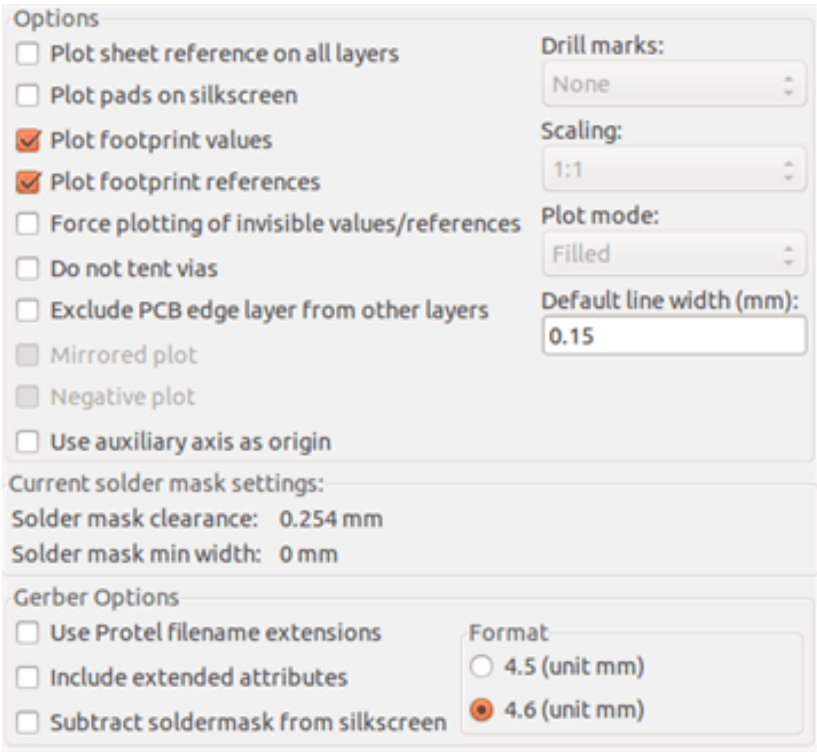 Options
Plot sheet reference on all layers
Plot pads on silkscreen
Plot footprint values
Plot footprint references
Force plotting of invisible values/references
Do not tent vias
Exclude PCB edge layer from other layers
Mirrored plot
Negative plot
Use auxiliary axis as origin
Drill marks:
None
Scaling:
1:1
Plot mode:
Filled
Default line width (mm):
0.15
Current solder mask settings:
Solder mask clearance: 0.254 mm
Solder mask min width: 0 mm
Gerber Options
Use Protel filename extensions
Include extended attributes
Subtract soldermask from silkscreen
Format
4.5 (unit mm)
4.6 (unit mm)